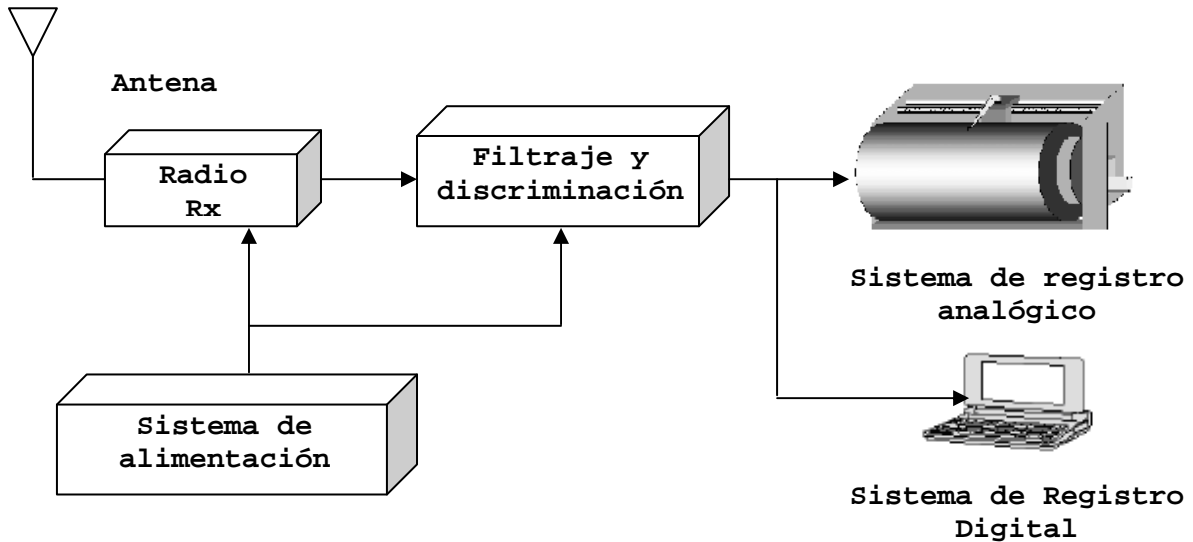 Antena
Radio
Rx
Filtraje y
discriminación
Sistema de registro
analógico
Sistema de
alimentación
Sistema de Registro
Digital